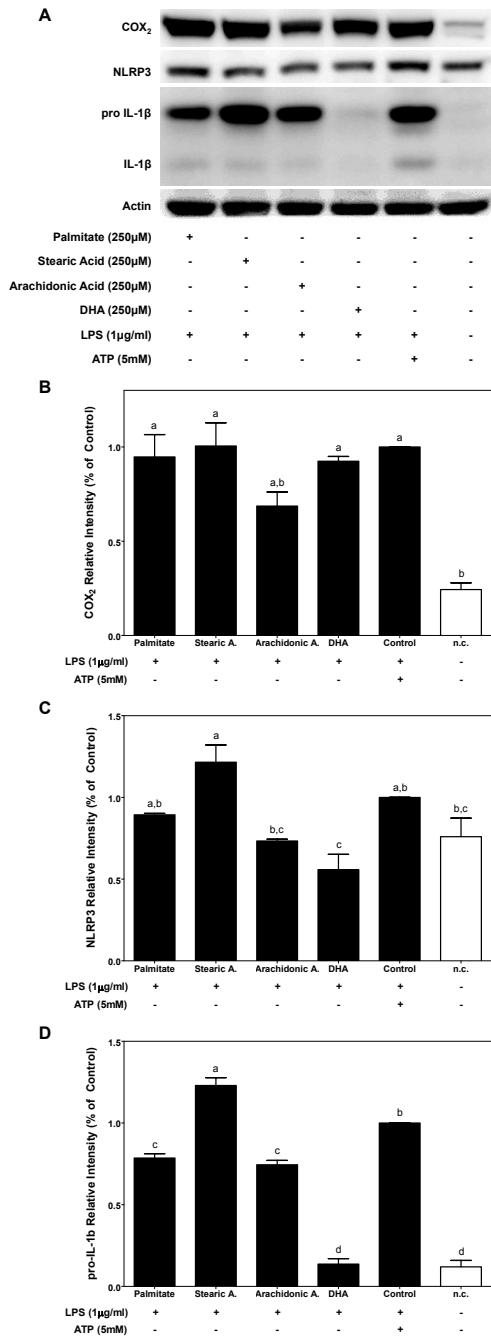 A
COX2
NLRP3
pro IL-1β
IL-1β
Actin
Palmitate (250μM) + - - - - -
Stearic Acid (250μM) - + - - - -
Arachidonic Acid (250μM) - - + - - -
DHA (250μM) - - - + - -
LPS (1μg/ml) + + + + + -
ATP (5mM) - - - - + -
B
COX2 Relative Intensity (% of Control)
1.0
0.5
0.0
a a a,b a a b
Palmitate Stearic A. Arachidonic A. DHA Control n.c.
LPS (1μg/ml) + + + + + -
ATP (5mM) - - - - + -
C
NLRP3 Relative Intensity (% of Control)
1.5
1.0
0.5
0.0
a,b a b,c c a,b b,c
Palmitate Stearic A. Arachidonic A. DHA Control n.c.
LPS (1μg/ml) + + + + + -
ATP (5mM) - - - - + -
D
pro-IL-1b Relative Intensity (% of Control)
1.5
1.0
0.5
0.0
c a c d b d
Palmitate Stearic A. Arachidonic A. DHA Control n.c.
LPS (1μg/ml) + + + + + -
ATP (5mM) - - - - + -